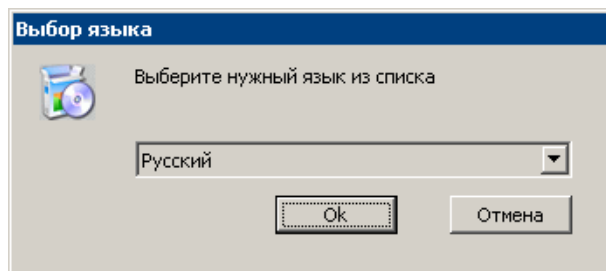 Выбор языка
Выберите нужный язык из списка
Русский
Ok
Отмена